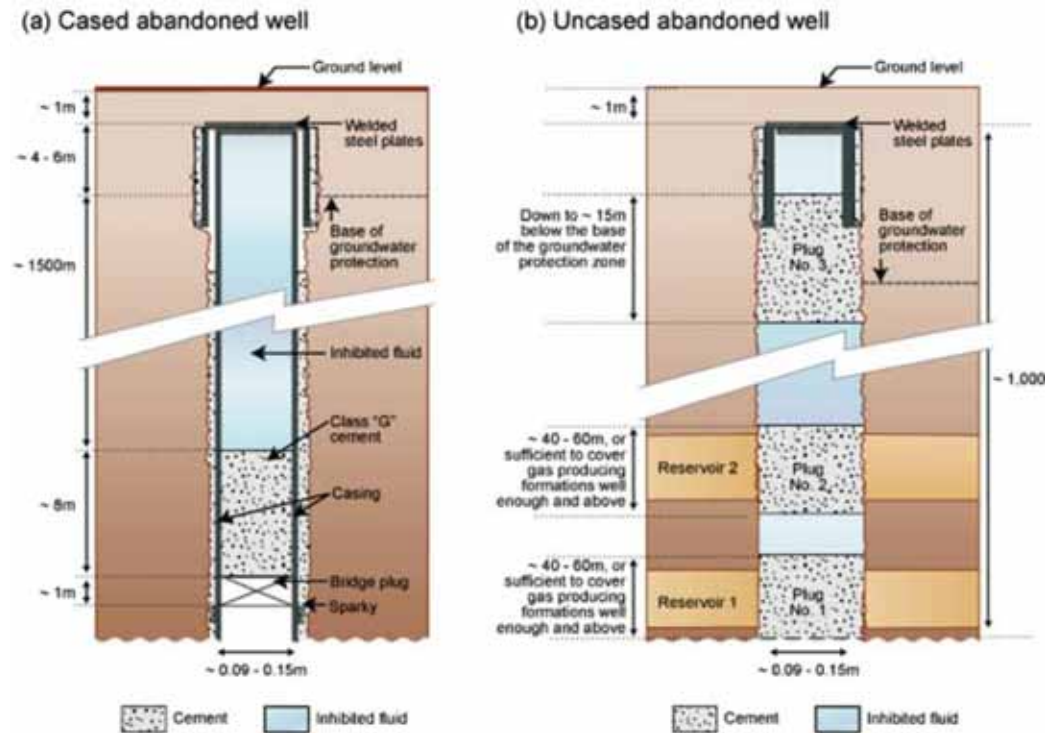 (a) Cased abandoned well
Ground level
~ 1m
Welded
steel plates
~ 4 - 6m
Base of
groundwater
protection
~ 1500m
Inhibited fluid
Class "G"
cement
Casing
~ 8m
Bridge plug
~ 1m
Sparky
~ 0.09 - 0.15m
Cement
Inhibited fluid
(b) Uncased abandoned well
Ground level
~ 1m
Welded
steel plates
Down to ~ 15m
below the base
of the groundwater
protection zone
Plug
No. 3
Base of
groundwater
protection
~ 1.000
~ 40 - 60m, or
sufficient to cover
gas producing
formations well
enough and above
Reservoir 2
Plug
No. 2
~ 40 - 60m, or
sufficient to cover
gas producing
formations well
enough and above
Reservoir 1
Plug
No. 1
~ 0.09 - 0.15m
Cement
Inhibited fluid